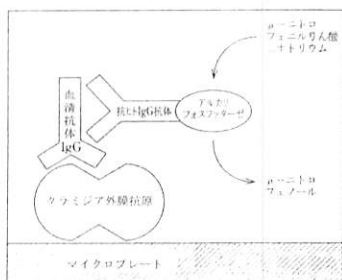 p-ニトロ
フェニルりん酸
二ナトリウム
血清抗体
IgG
抗ヒトIgG抗体
アルカリ
フォスファターゼ
p-ニトロ
フェノール
クラミジア外膜抗原
マイクロプレート